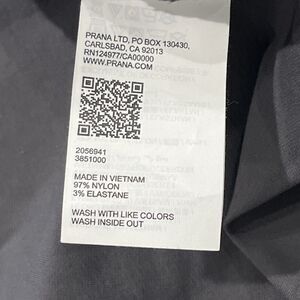 PRANA LTD, PO BOX 130430,
CARLSBAD, CA 92013
RN124977/CA00000
WWW.PRANA.COM
2056941
3851000
MADE IN VIETNAM
97% NYLON
3% ELASTANE
WASH WITH LIKE COLORS
WASH INSIDE OUT